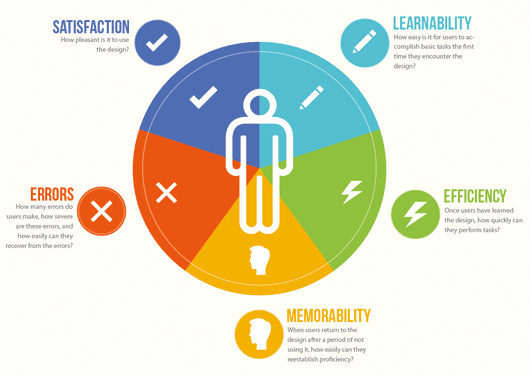 SATISFACTION
How pleasant is it to use
the design?
LEARNABILITY
How easy is it for users to ac-
complish basic tasks the first
time they encounter the
design?
ERRORS
How many errors do
users make, how severe
are these errors, and
how easily can they
recover from the errors?
EFFICIENCY
Once users have learned
the design, how quickly can
they perform tasks?
MEMORABILITY
When users return to the
design after a period of not
using it, how easily can they
reestablish proficiency?